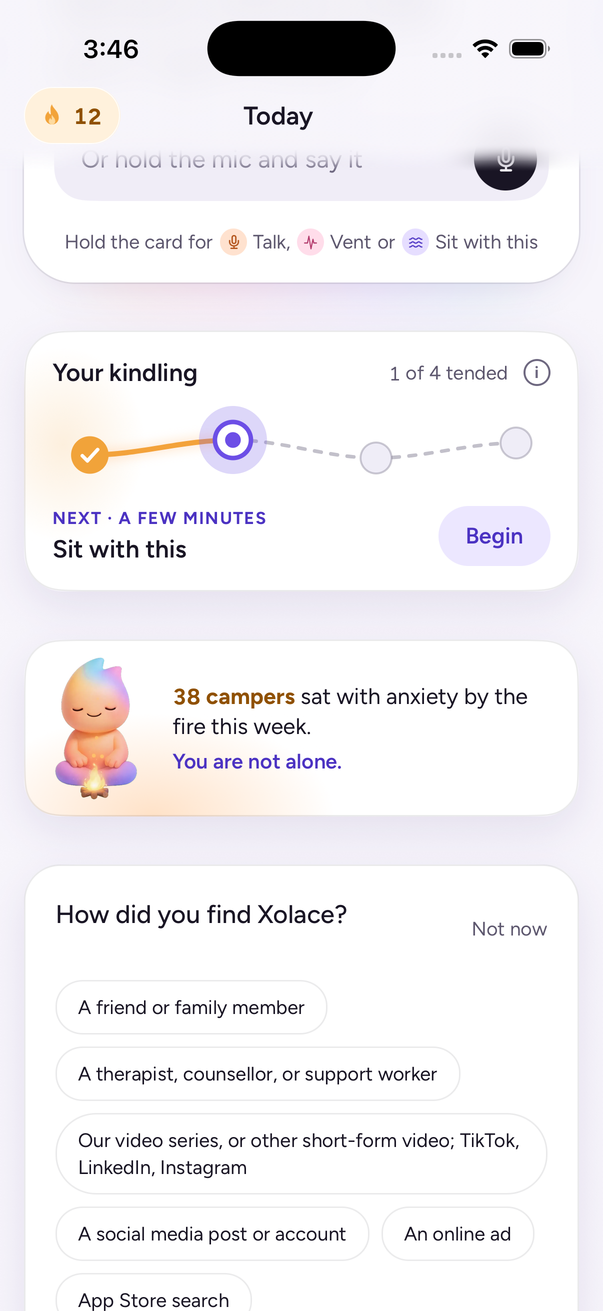 3:46
12
Today
Or hold the mic and say it
Hold the card for Talk, Vent or Sit with this
Your kindling
1 of 4 tended
NEXT · A FEW MINUTES
Sit with this
Begin
38 campers sat with anxiety by the
fire this week.
You are not alone.
How did you find Xolace?
Not now
A friend or family member
A therapist, counsellor, or support worker
Our video series, or other short-form video; TikTok,
LinkedIn, Instagram
A social media post or account
An online ad
App Store search